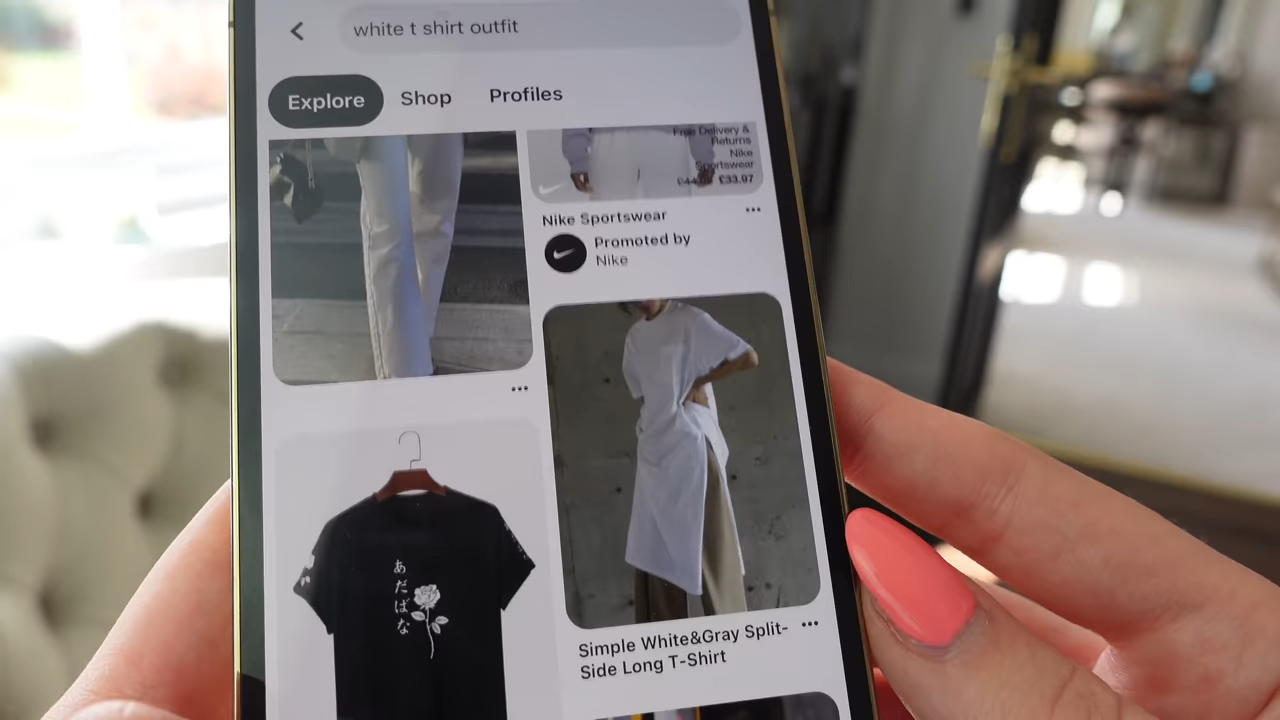 white t shirt outfit
Explore
Shop
Profiles
Free Delivery &
Returns
Nike
Sportswear
£33.97
Nike Sportswear
Promoted by
Nike
あだばな
Simple White&Gray Split-
Side Long T-Shirt